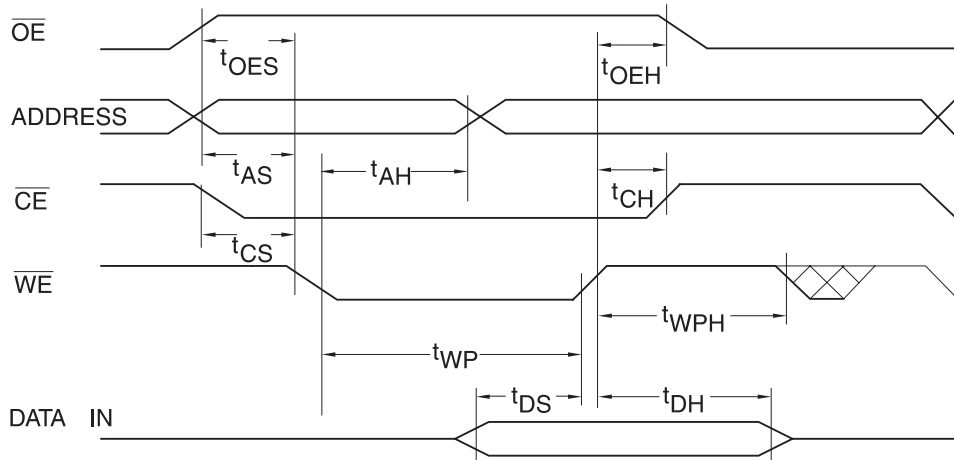 OE
tOES
tOEH
ADDRESS
tAS
tAH
tCH
CE
tCS
WE
tWPH
tWP
tDS
tDH
DATA IN